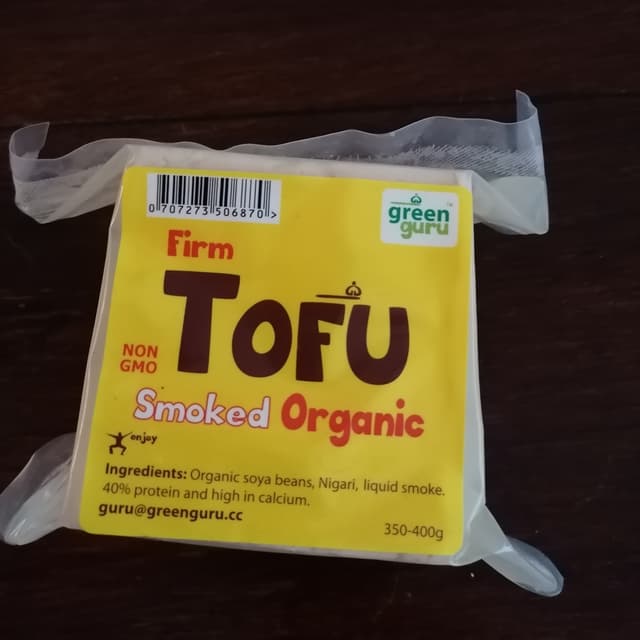 0 707273 506870 >
green
guru
™
Firm
TOFU
NON
GMO
Smoked Organic
enjoy
Ingredients: Organic soya beans, Nigari, liquid smoke.
40% protein and high in calcium.
guru@greenguru.cc
350-400g